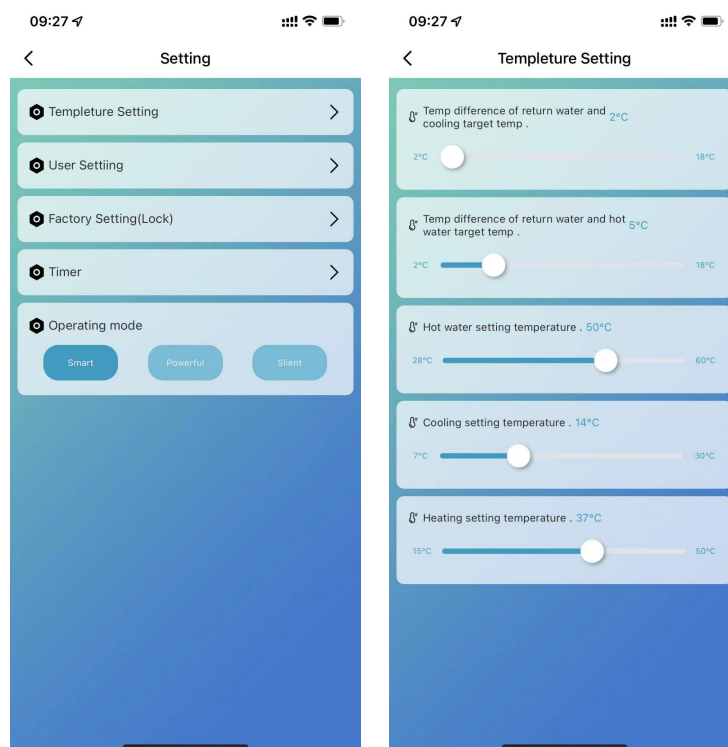 09:27
Setting
Templeture Setting
User Settiing
Factory Setting(Lock)
Timer
Operating mode
Smart
Powerful
Slient
09:27
Templeture Setting
Temp difference of return water and
cooling target temp . 2°C
2°C
18°C
Temp difference of return water and hot
water target temp . 5°C
2°C
18°C
Hot water setting temperature . 50°C
28°C
60°C
Cooling setting temperature . 14°C
7°C
30°C
Heating setting temperature . 37°C
15°C
50°C